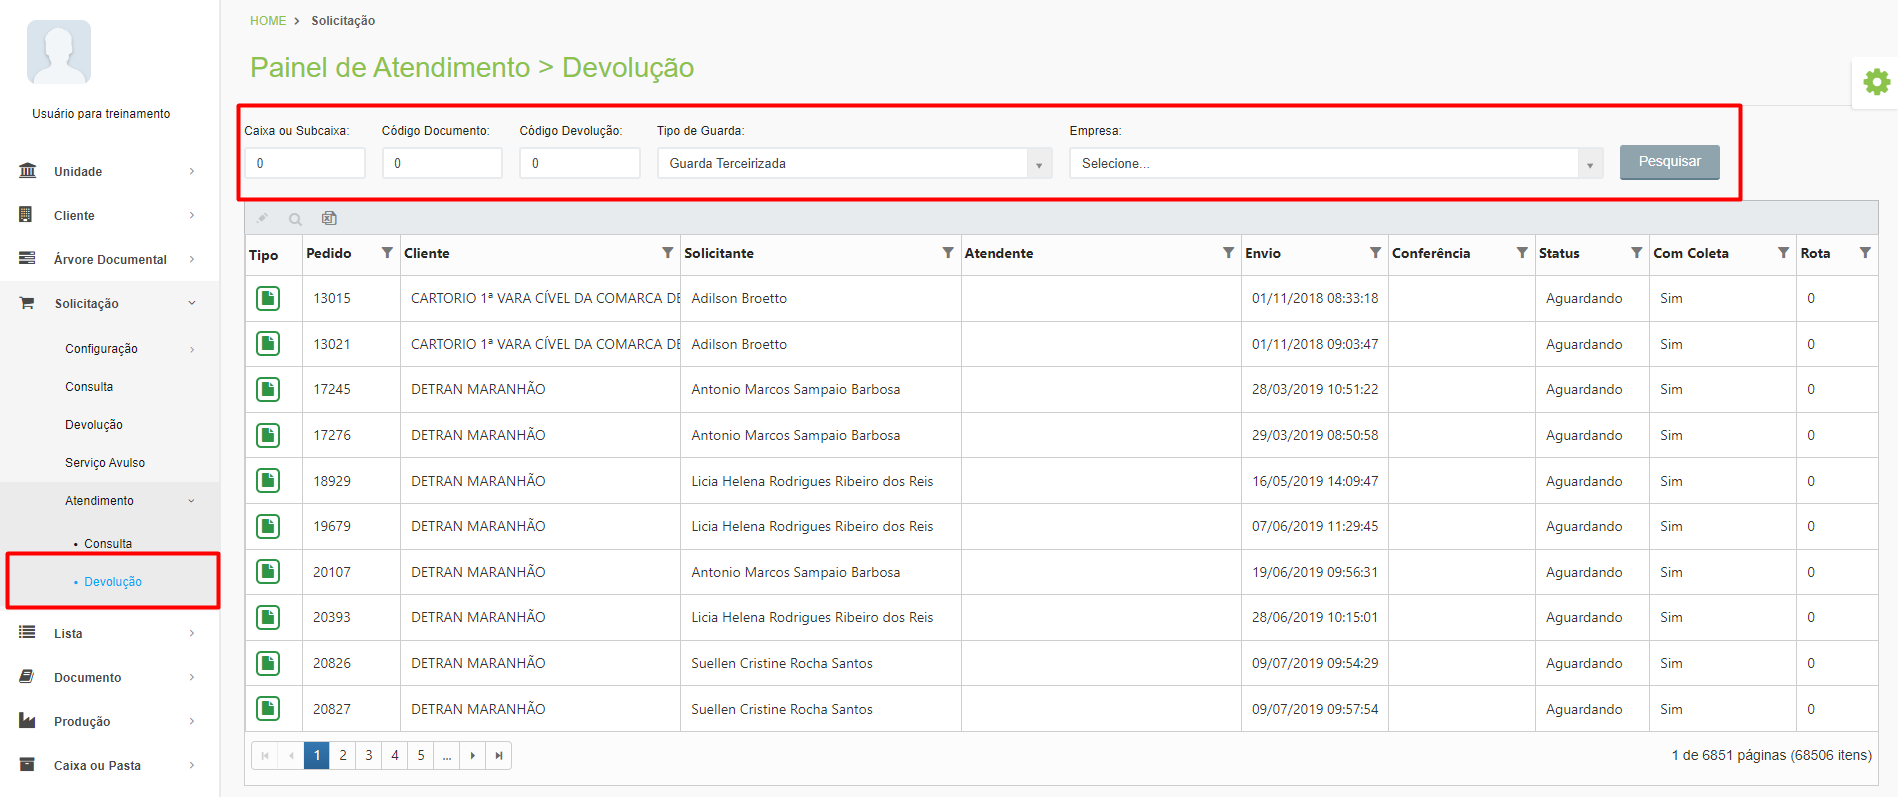 HOME > Solicitação
Painel de Atendimento > Devolução
Usuário para treinamento
Unidade
Cliente
Árvore Documental
Solicitação
Configuração
Consulta
Devolução
Serviço Avulso
Atendimento
• Consulta
• Devolução
Lista
Documento
Produção
Caixa ou Pasta
Caixa ou Subcaixa: Código Documento: Código Devolução: Tipo de Guarda: Empresa:
0 0 0 Guarda Terceirizada Selecione... Pesquisar
Tipo Pedido Cliente Solicitante Atendente Envio Conferência Status Com Coleta Rota
13015 CARTORIO 1ª VARA CÍVEL DA COMARCA DE Adilson Broetto 01/11/2018 08:33:18 Aguardando Sim 0
13021 CARTORIO 1ª VARA CÍVEL DA COMARCA DE Adilson Broetto 01/11/2018 09:03:47 Aguardando Sim 0
17245 DETRAN MARANHÃO Antonio Marcos Sampaio Barbosa 28/03/2019 10:51:22 Aguardando Sim 0
17276 DETRAN MARANHÃO Antonio Marcos Sampaio Barbosa 29/03/2019 08:50:58 Aguardando Sim 0
18929 DETRAN MARANHÃO Licia Helena Rodrigues Ribeiro dos Reis 16/05/2019 14:09:47 Aguardando Sim 0
19679 DETRAN MARANHÃO Licia Helena Rodrigues Ribeiro dos Reis 07/06/2019 11:29:45 Aguardando Sim 0
20107 DETRAN MARANHÃO Antonio Marcos Sampaio Barbosa 19/06/2019 09:56:31 Aguardando Sim 0
20393 DETRAN MARANHÃO Licia Helena Rodrigues Ribeiro dos Reis 28/06/2019 10:15:01 Aguardando Sim 0
20826 DETRAN MARANHÃO Suellen Cristine Rocha Santos 09/07/2019 09:54:29 Aguardando Sim 0
20827 DETRAN MARANHÃO Suellen Cristine Rocha Santos 09/07/2019 09:57:54 Aguardando Sim 0
1 2 3 4 5 ... 1 de 6851 páginas (68506 itens)